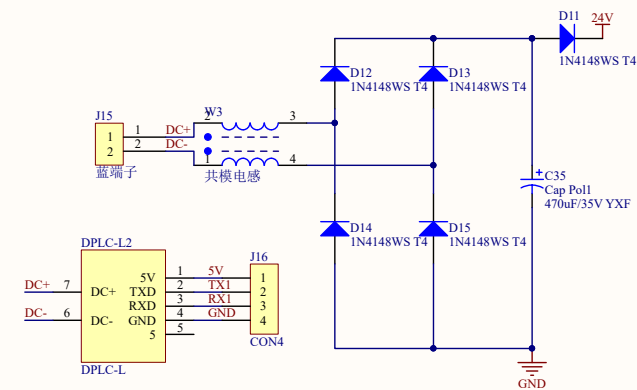 D11
24V
1N4148WS T4
D12
1N4148WS T4
D13
1N4148WS T4
J15
1
2
1
2
DC+
DC-
蓝端子
W3
2
3
1
4
共模电感
C35
Cap Pol1
470uF/35V YXF
D14
1N4148WS T4
D15
1N4148WS T4
DPLC-L2
DC+
7
DC+
DC-
6
DC-
5V
1
5V
TXD
2
TX1
RXD
3
RX1
GND
4
GND
5
5
DPLC-L
J16
1
2
3
4
CON4
+
GND